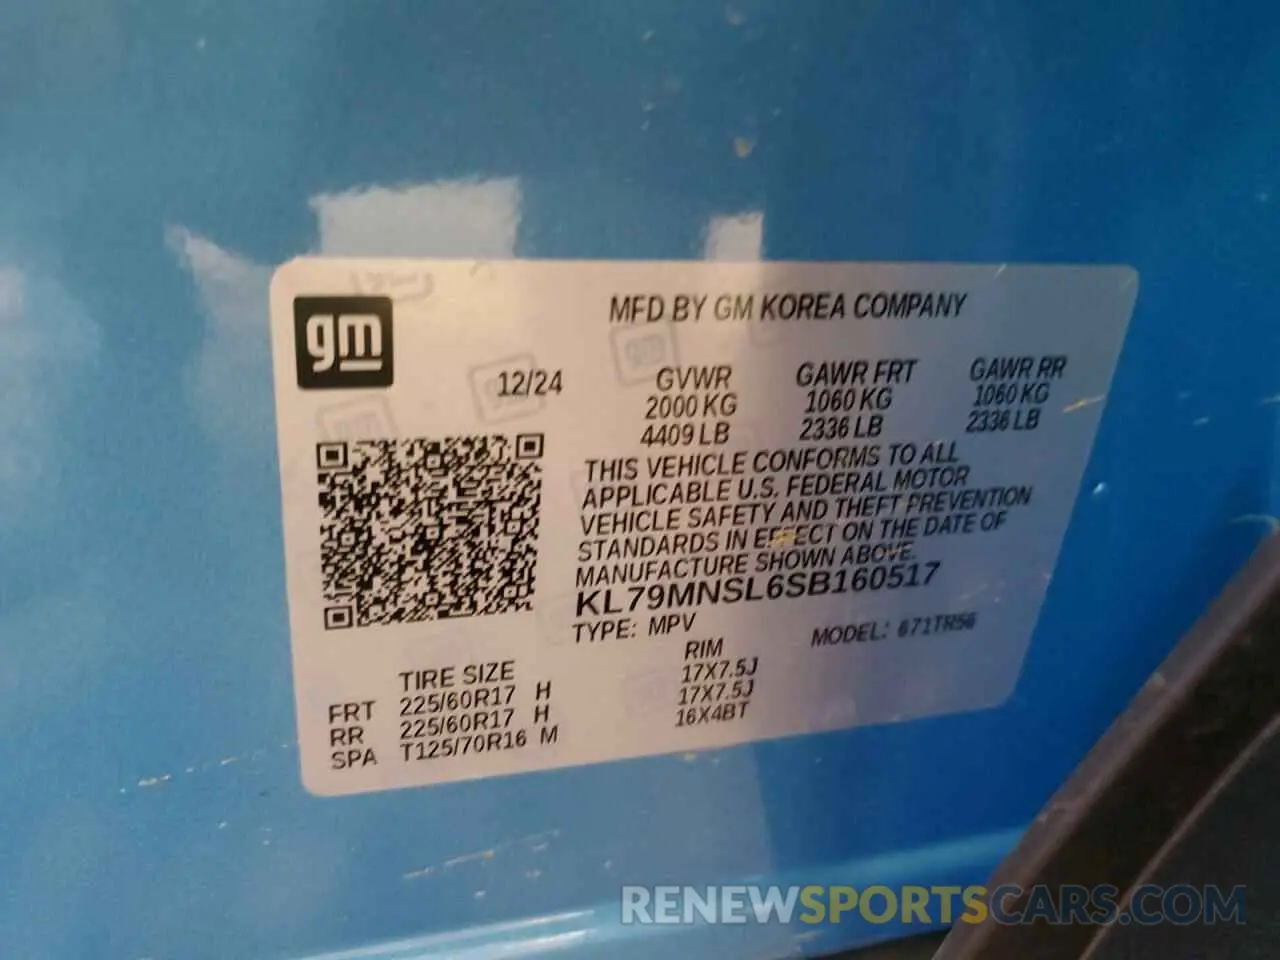 gm
MFD BY GM KOREA COMPANY
12/24
GVWR GAWR FRT GAWR RR
2000 KG 1060 KG 1060 KG
4409 LB 2336 LB 2336 LB
THIS VEHICLE CONFORMS TO ALL
APPLICABLE U.S. FEDERAL MOTOR
VEHICLE SAFETY AND THEFT PREVENTION
STANDARDS IN EFFECT ON THE DATE OF
MANUFACTURE SHOWN ABOVE.
KL79MNSL6SB160517
TYPE: MPV MODEL: 671TR56
TIRE SIZE RIM
FRT 225/60R17 H 17X7.5J
RR 225/60R17 H 17X7.5J
SPA T125/70R16 M 16X4BT
RENEWSPORTSCARS.COM